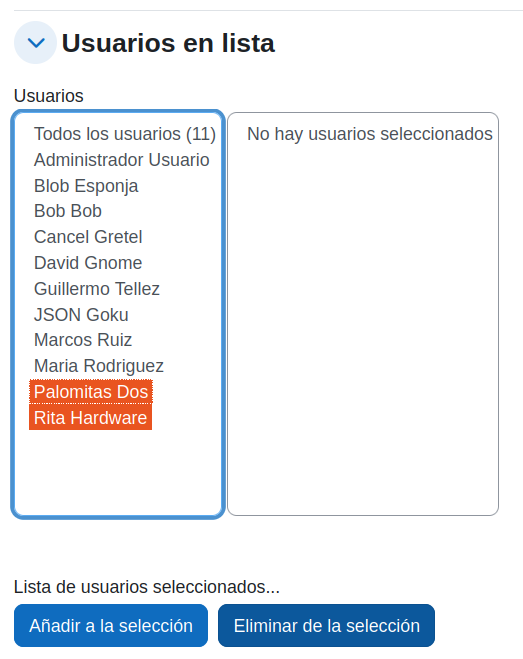 Usuarios en lista
Usuarios
Todos los usuarios (11)
Administrador Usuario
Blob Esponja
Bob Bob
Cancel Gretel
David Gnome
Guillermo Tellez
JSON Goku
Marcos Ruiz
Maria Rodriguez
Palomitas Dos
Rita Hardware
No hay usuarios seleccionados
Lista de usuarios seleccionados...
Añadir a la selección
Eliminar de la selección